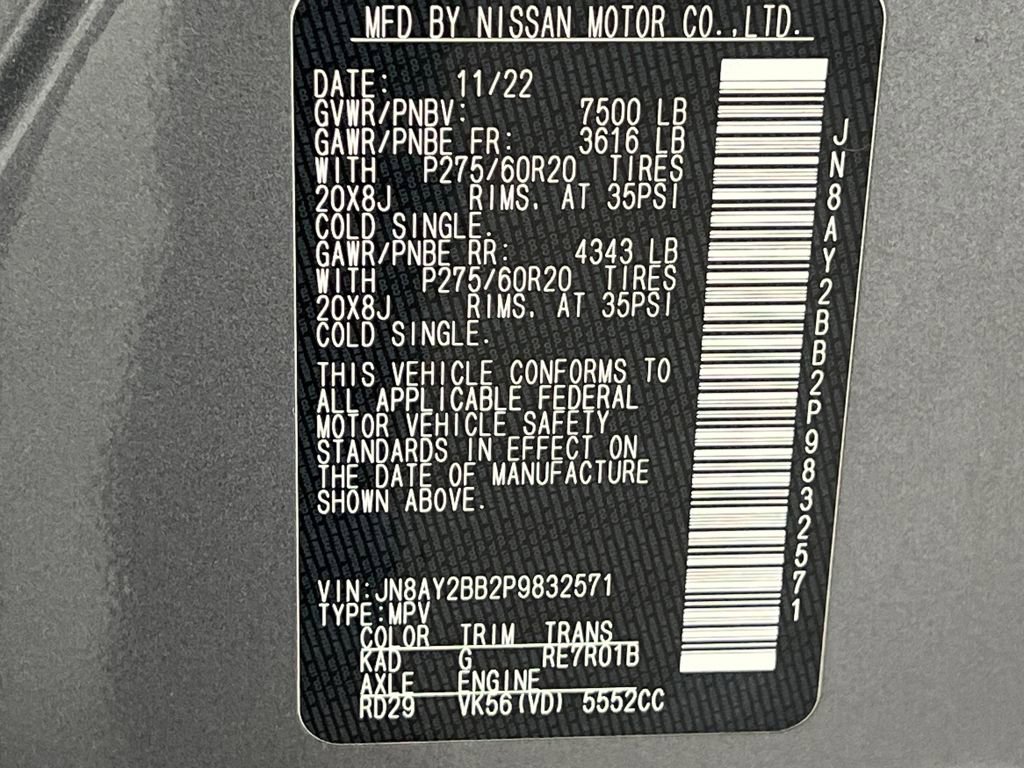 MFD BY NISSAN MOTOR CO.,LTD.
DATE: 11/22
GVWR/PNBV: 7500 LB
GAWR/PNBE FR: 3616 LB
WITH P275/60R20 TIRES
20X8J RIMS. AT 35PSI
COLD SINGLE.
GAWR/PNBE RR: 4343 LB
WITH P275/60R20 TIRES
20X8J RIMS. AT 35PSI
COLD SINGLE.
THIS VEHICLE CONFORMS TO
ALL APPLICABLE FEDERAL
MOTOR VEHICLE SAFETY
STANDARDS IN EFFECT ON
THE DATE OF MANUFACTURE
SHOWN ABOVE.
VIN:JN8AY2BB2P9832571
TYPE:MPV
COLOR TRIM TRANS
KAD G RE7R01B
AXLE ENGINE
RD29 VK56(VD) 5552CC
JN8AY2BB2P9832571